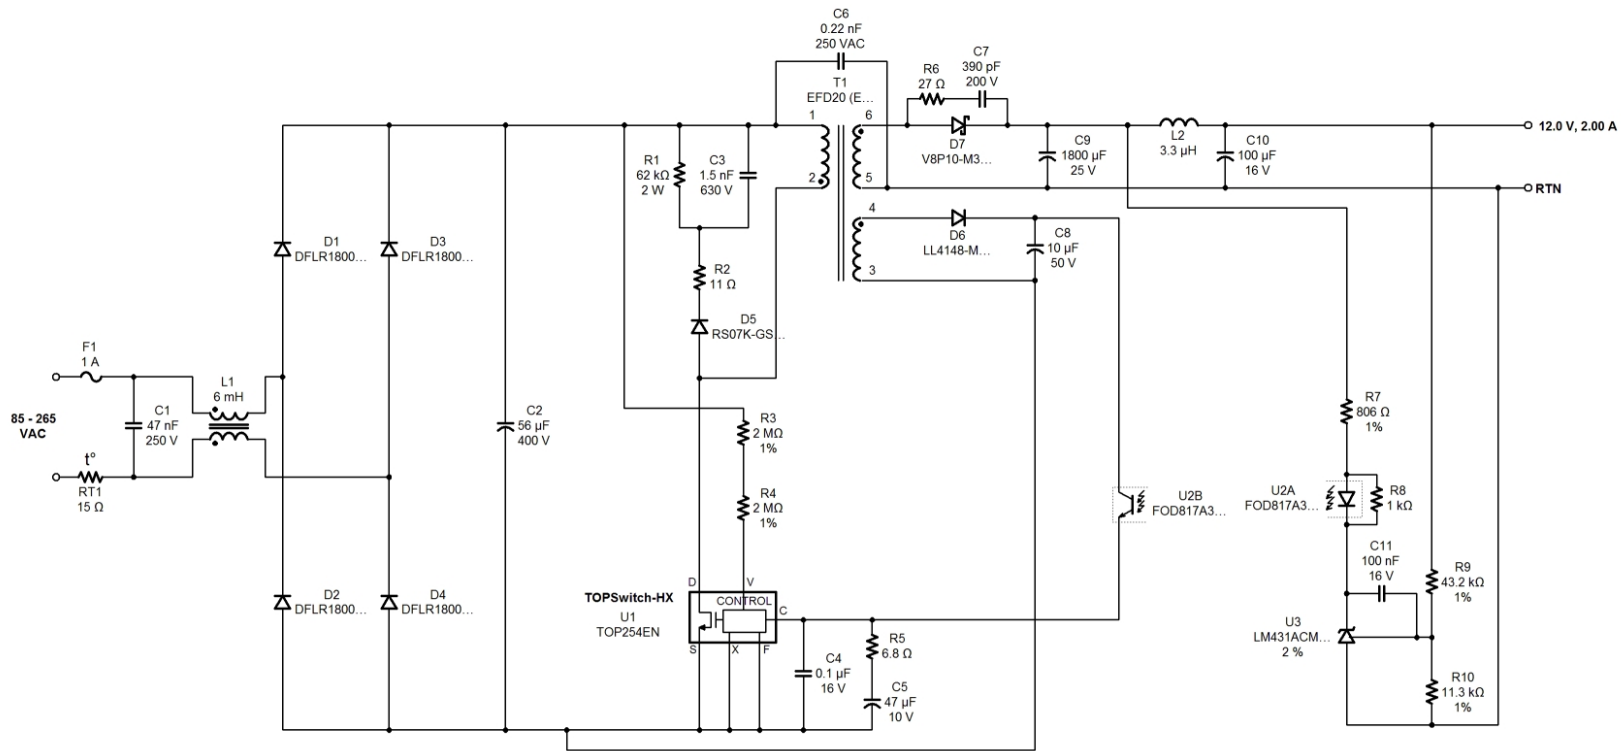 C6
0.22 nF
250 VAC
T1
EFD20 (E...
1
2
6
5
4
3
R6
27 Ω
C7
390 pF
200 V
D7
V8P10-M3...
C9
1800 µF
25 V
L2
3.3 µH
C10
100 µF
16 V
12.0 V, 2.00 A
RTN
R1
62 kΩ
2 W
C3
1.5 nF
630 V
D6
LL4148-M...
C8
10 µF
50 V
D1
DFLR1800...
D3
DFLR1800...
R2
11 Ω
D5
RS07K-GS...
F1
1 A
85 - 265
VAC
C1
47 nF
250 V
L1
6 mH
t°
RT1
15 Ω
C2
56 µF
400 V
R3
2 MΩ
1%
R4
2 MΩ
1%
R7
806 Ω
1%
U2B
FOD817A3...
U2A
FOD817A3...
R8
1 kΩ
C11
100 nF
16 V
R9
43.2 kΩ
1%
D2
DFLR1800...
D4
DFLR1800...
TOPSwitch-HX
U1
TOP254EN
D
V
CONTROL
C
S
X
F
C4
0.1 µF
16 V
R5
6.8 Ω
C5
47 µF
10 V
U3
LM431ACM...
2 %
R10
11.3 kΩ
1%